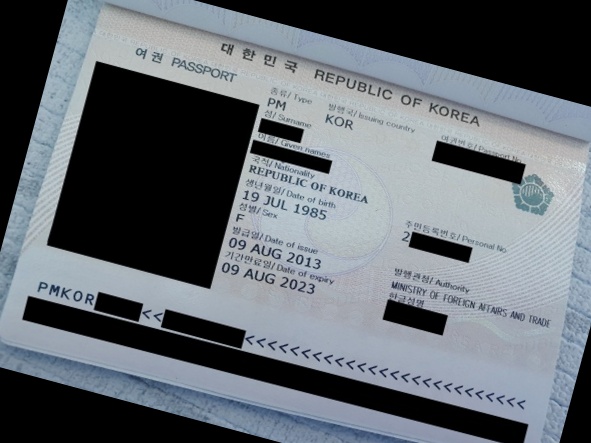 대한민국 REPUBLIC OF KOREA
여권 PASSPORT
종류/ Type 발행국/ Issuing country 여권번호/ Passport No.
PM KOR
성/ Surname
이름/ Given names
국적/ Nationality
REPUBLIC OF KOREA
생년월일/ Date of birth 주민등록번호/ Personal No.
19 JUL 1985 2
성별/ Sex
F
발급일/ Date of issue 발행관청/ Authority
09 AUG 2013 MINISTRY OF FOREIGN AFFAIRS AND TRADE
기간만료일/ Date of expiry 한글성명
09 AUG 2023
PMKOR <<
<<<<<<<<<<<<<<<<<<<<<<<<<<<<